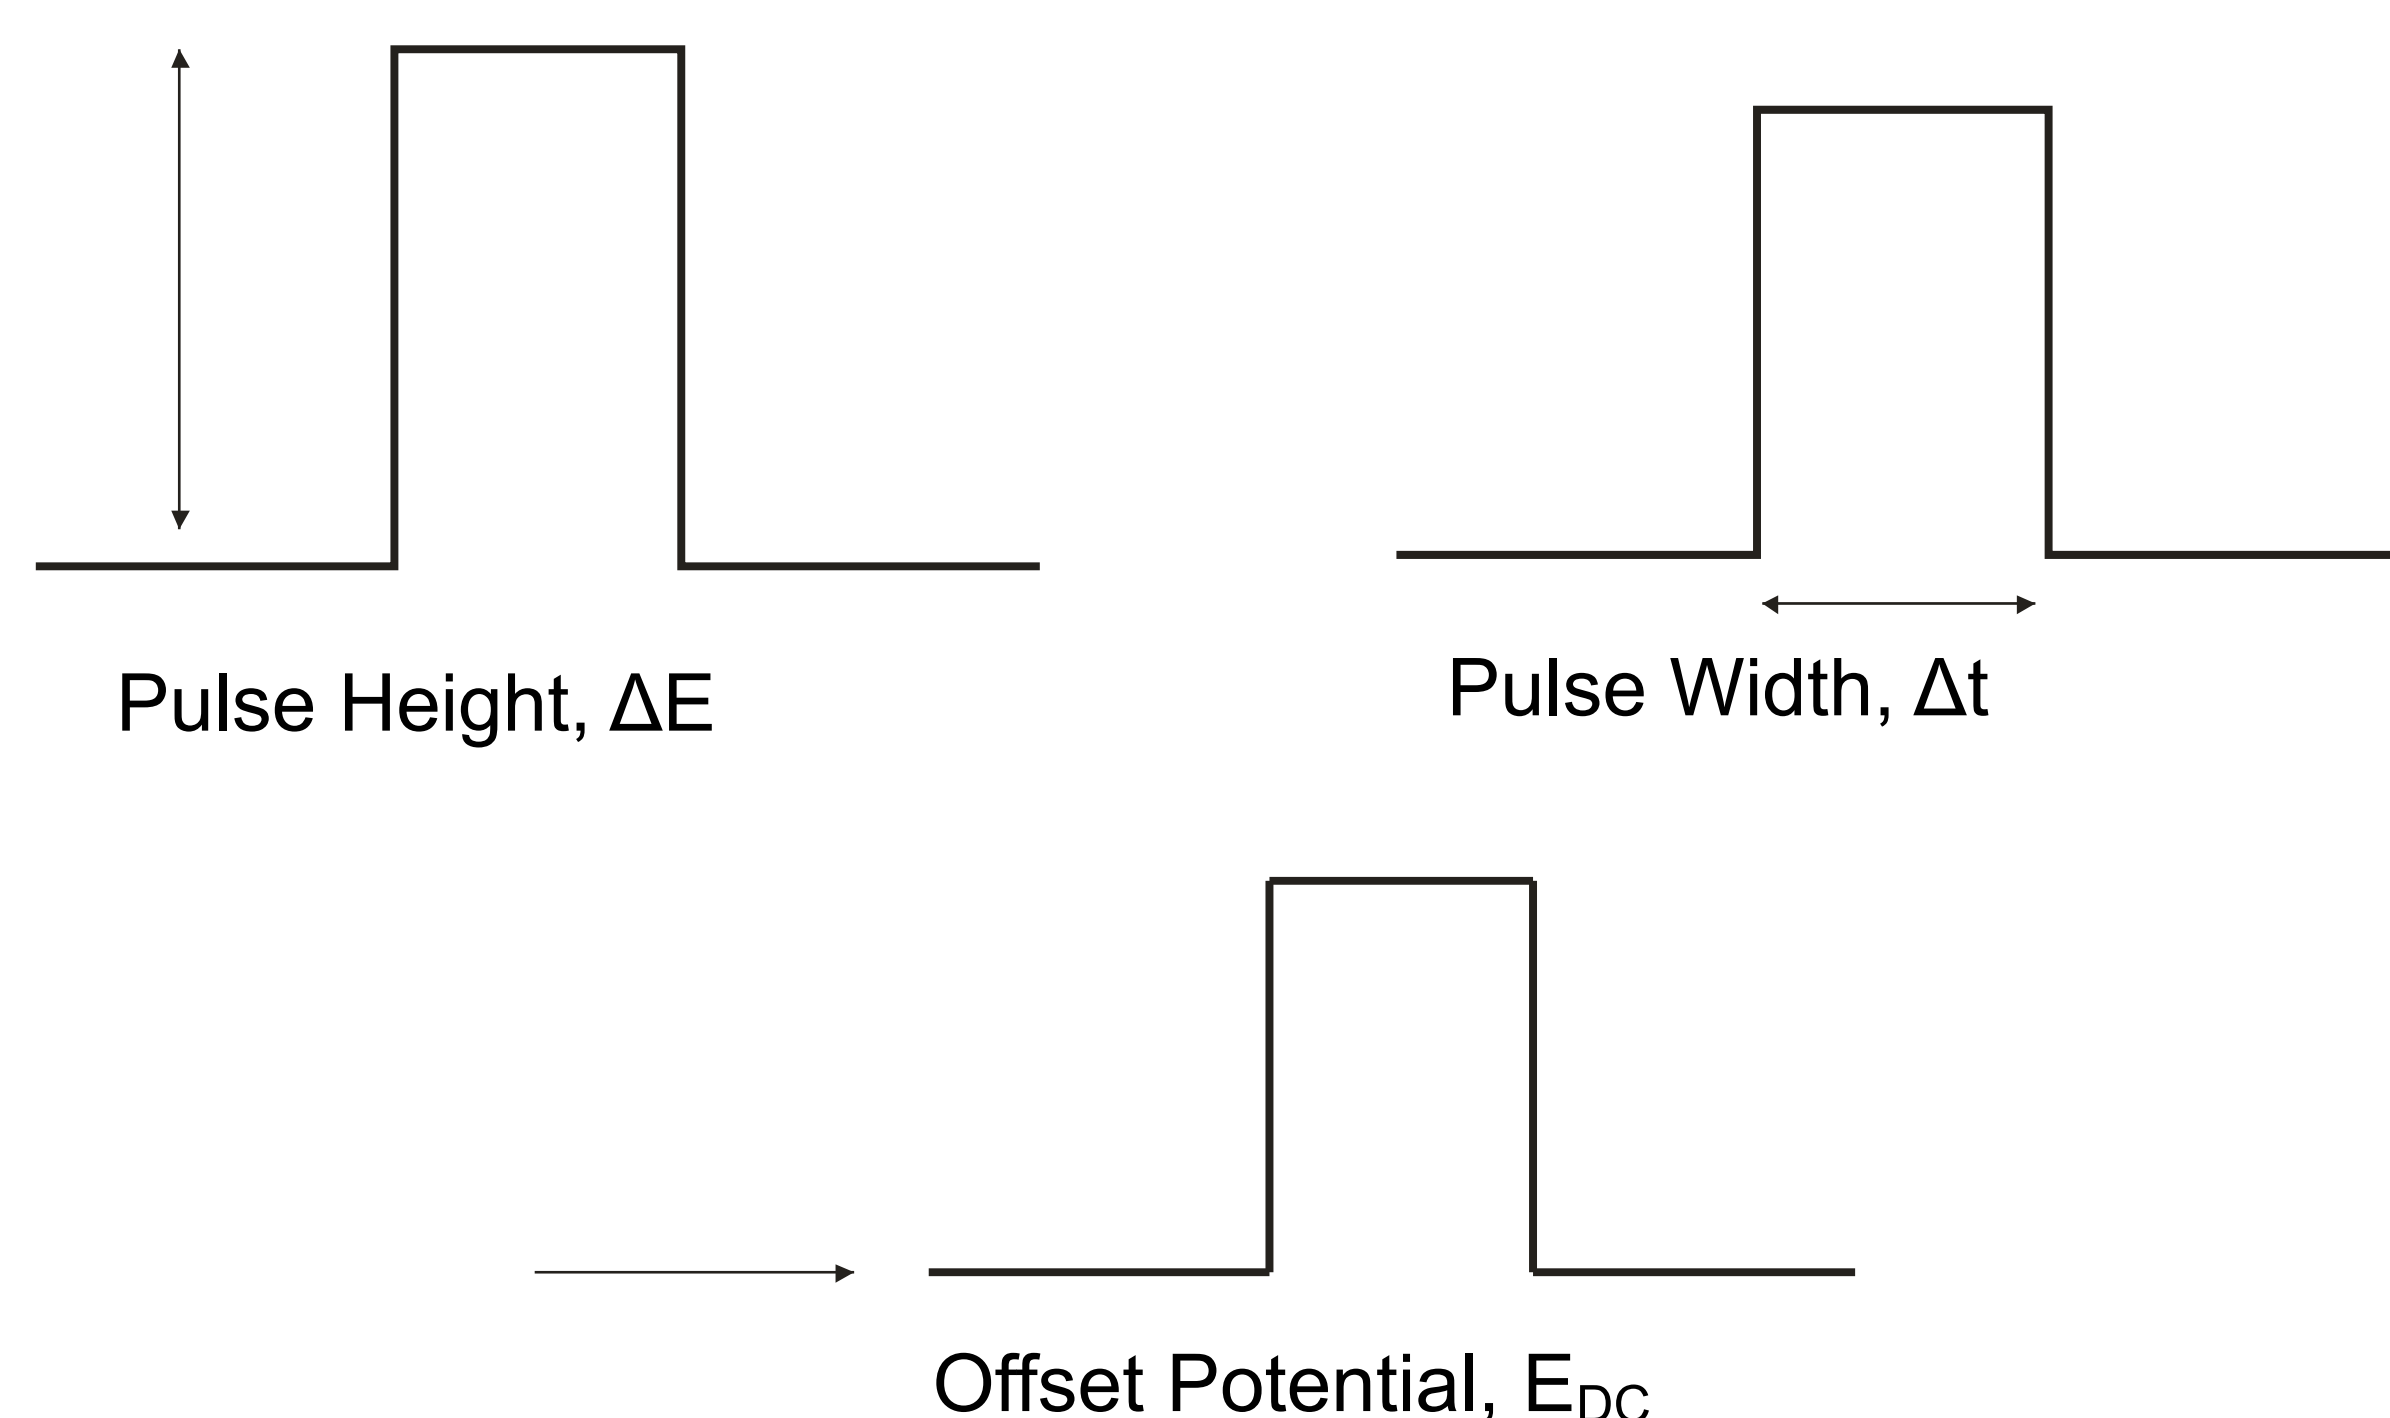 Pulse Height, ΔE
Pulse Width, Δt
Offset Potential, E_DC